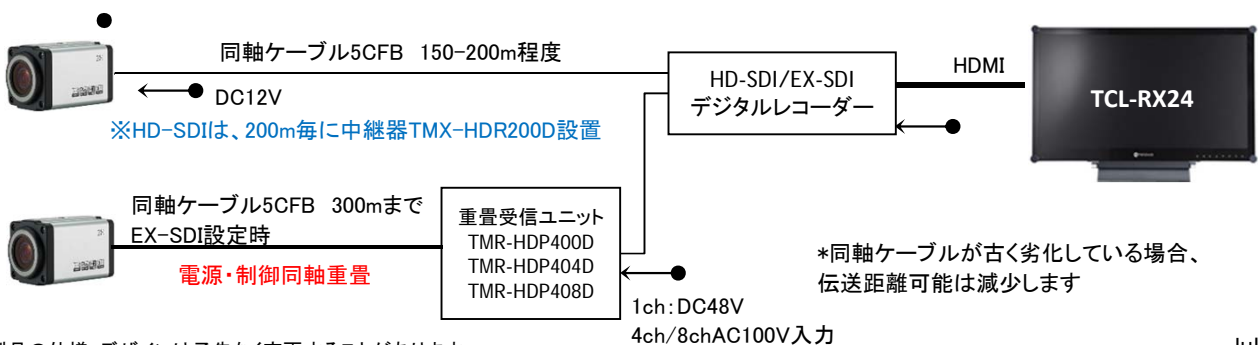 同軸ケーブル5CFB 150-200m程度
DC12V
※HD-SDIは、200m毎に中継器TMX-HDR200D設置
HD-SDI/EX-SDI
デジタルレコーダー
HDMI
TCL-RX24
同軸ケーブル5CFB 300mまで
EX-SDI設定時
電源・制御同軸重畳
重畳受信ユニット
TMR-HDP400D
TMR-HDP404D
TMR-HDP408D
1ch:DC48V
4ch/8chAC100V入力
*同軸ケーブルが古く劣化している場合、
伝送距離可能は減少します